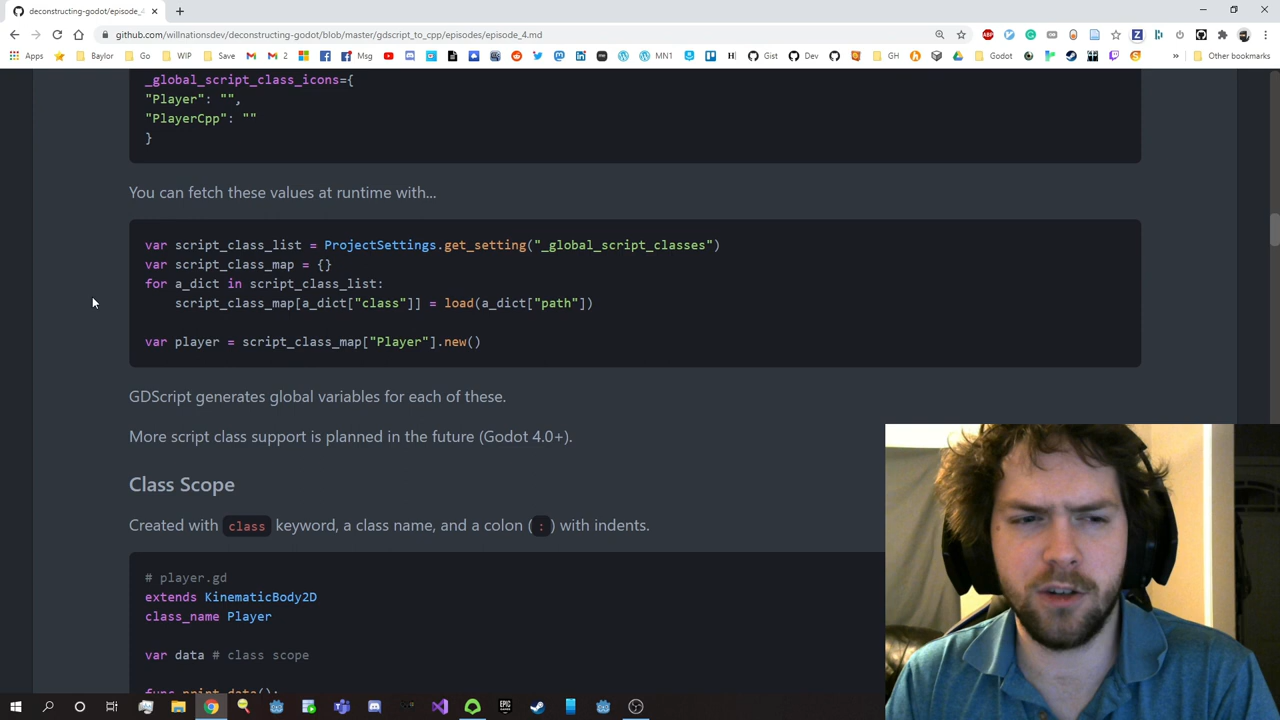 deconstructing-godot/episode_
github.com/willnationsdev/deconstructing-godot/blob/master/gdscript_to_cpp/episodes/episode_4.md
Apps Baylor Go WIP Save 2 Msg MN1 Gist Dev GH Godot » Other bookmarks
_global_script_class_icons={
"Player": "",
"PlayerCpp": ""
}
You can fetch these values at runtime with...
var script_class_list = ProjectSettings.get_setting("_global_script_classes")
var script_class_map = {}
for a_dict in script_class_list:
script_class_map[a_dict["class"]] = load(a_dict["path"])
var player = script_class_map["Player"].new()
GDScript generates global variables for each of these.
More script class support is planned in the future (Godot 4.0+).
Class Scope
Created with class keyword, a class name, and a colon ( : ) with indents.
# player.gd
extends KinematicBody2D
class_name Player
var data # class scope
func print_data():